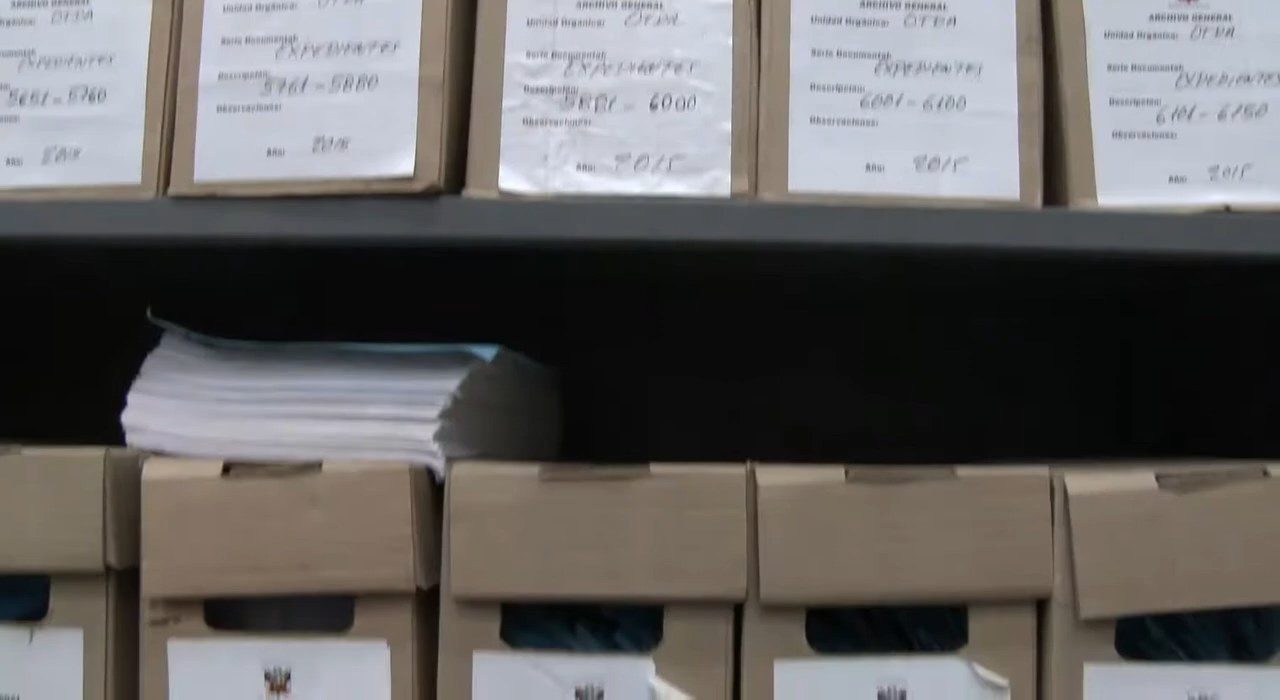 Unidad Orgánica:
EXPEDIENTES
5651 - 5760
Año: 2015
Unidad Orgánica: OTDA
Serie Documental:
EXPEDIENTES
Descripción:
5761 - 5880
Observaciones:
Año: 2015
ARCHIVO GENERAL
Unidad Orgánica: OTDA
Serie Documental:
EXPEDIENTES
Descripción:
5881 - 6000
Observaciones:
Año: 2015
ARCHIVO GENERAL
Unidad Orgánica: OTDA
Serie Documental:
EXPEDIENTES
Descripción:
6001 - 6100
Observaciones:
Año: 2015
ARCHIVO GENERAL
Unidad Orgánica: OTDA
Serie Documental:
EXPEDIENTES
Descripción:
Observaciones:
Año: 2015